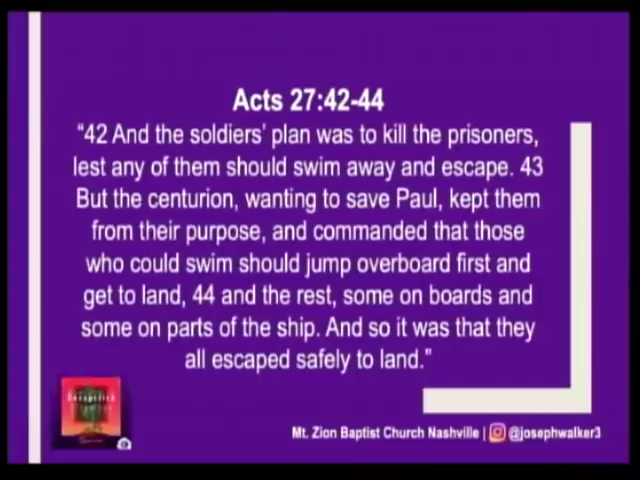 Acts 27:42-44
“42 And the soldiers’ plan was to kill the prisoners,
lest any of them should swim away and escape. 43
But the centurion, wanting to save Paul, kept them
from their purpose, and commanded that those
who could swim should jump overboard first and
get to land, 44 and the rest, some on boards and
some on parts of the ship. And so it was that they
all escaped safely to land.”
Mt. Zion Baptist Church Nashville | @josephwalker3